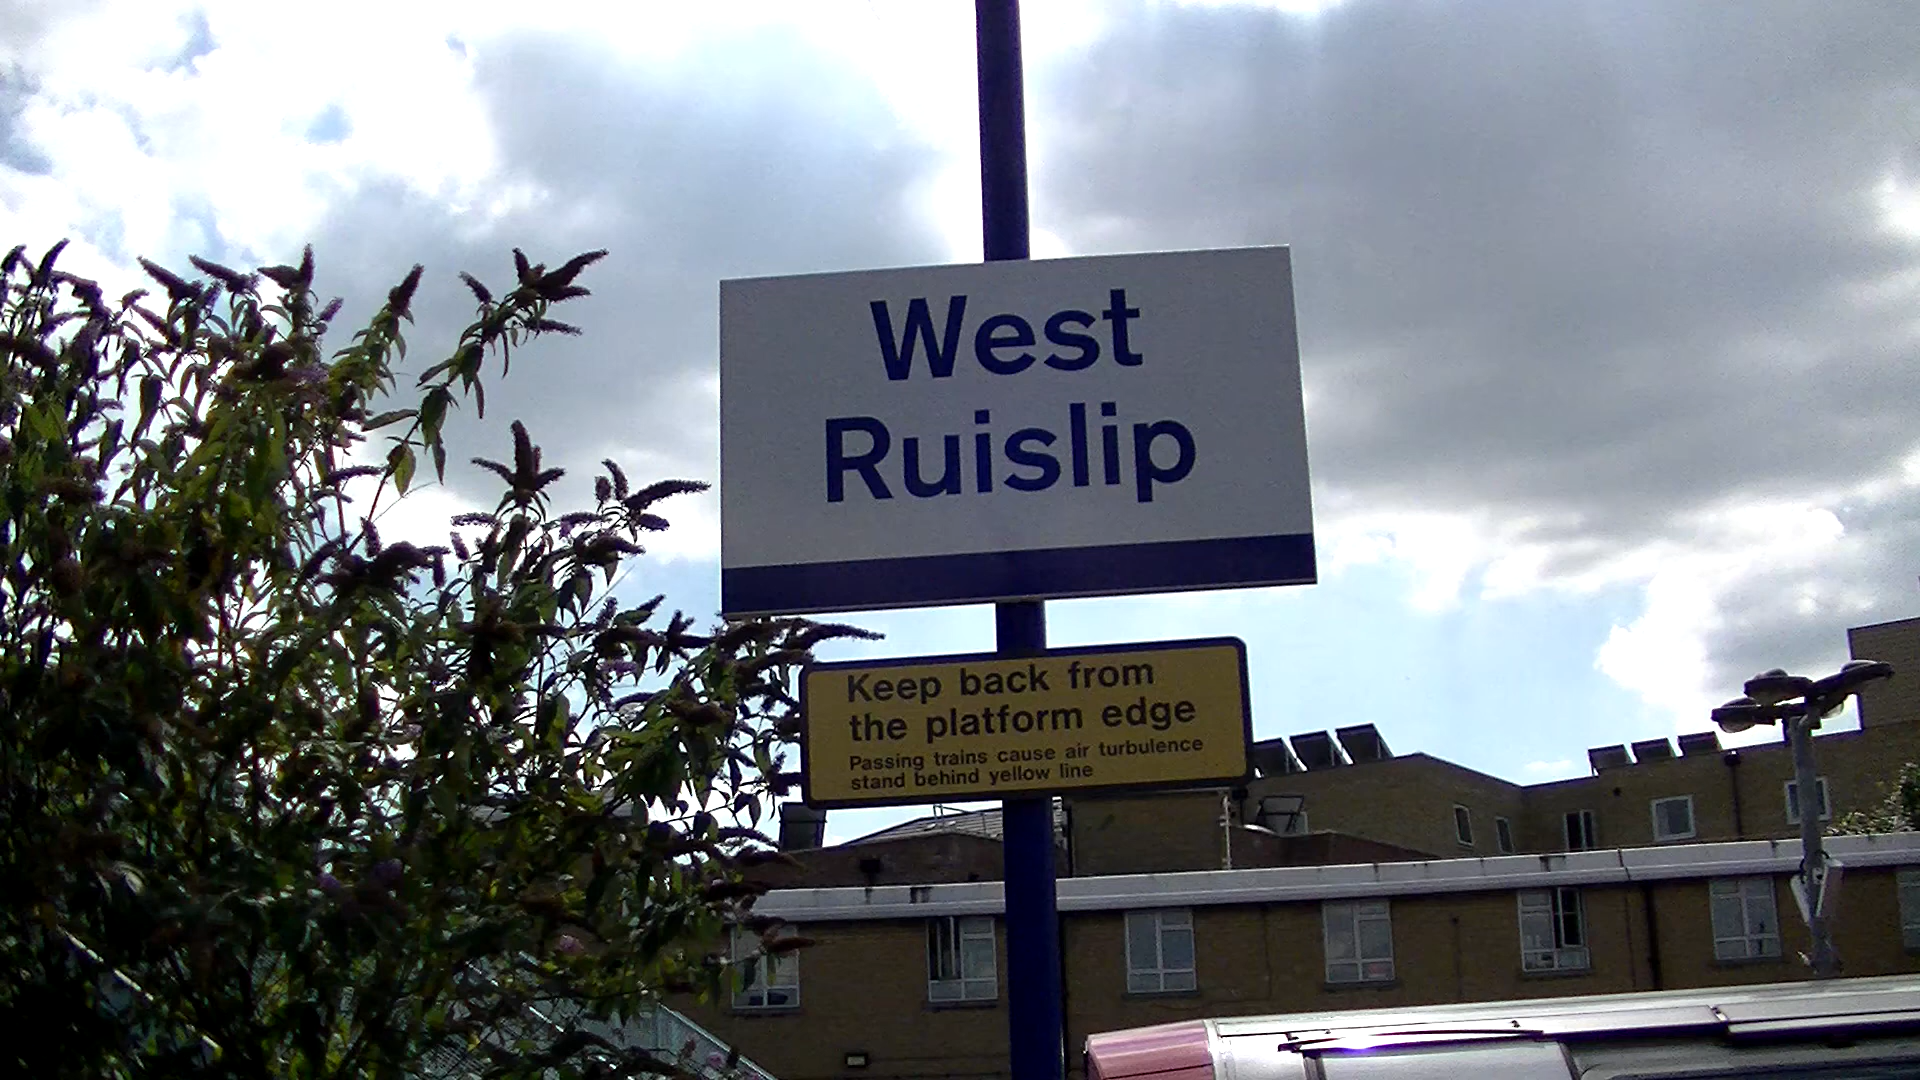 West
Ruislip
Keep back from
the platform edge
Passing trains cause air turbulence
stand behind yellow line